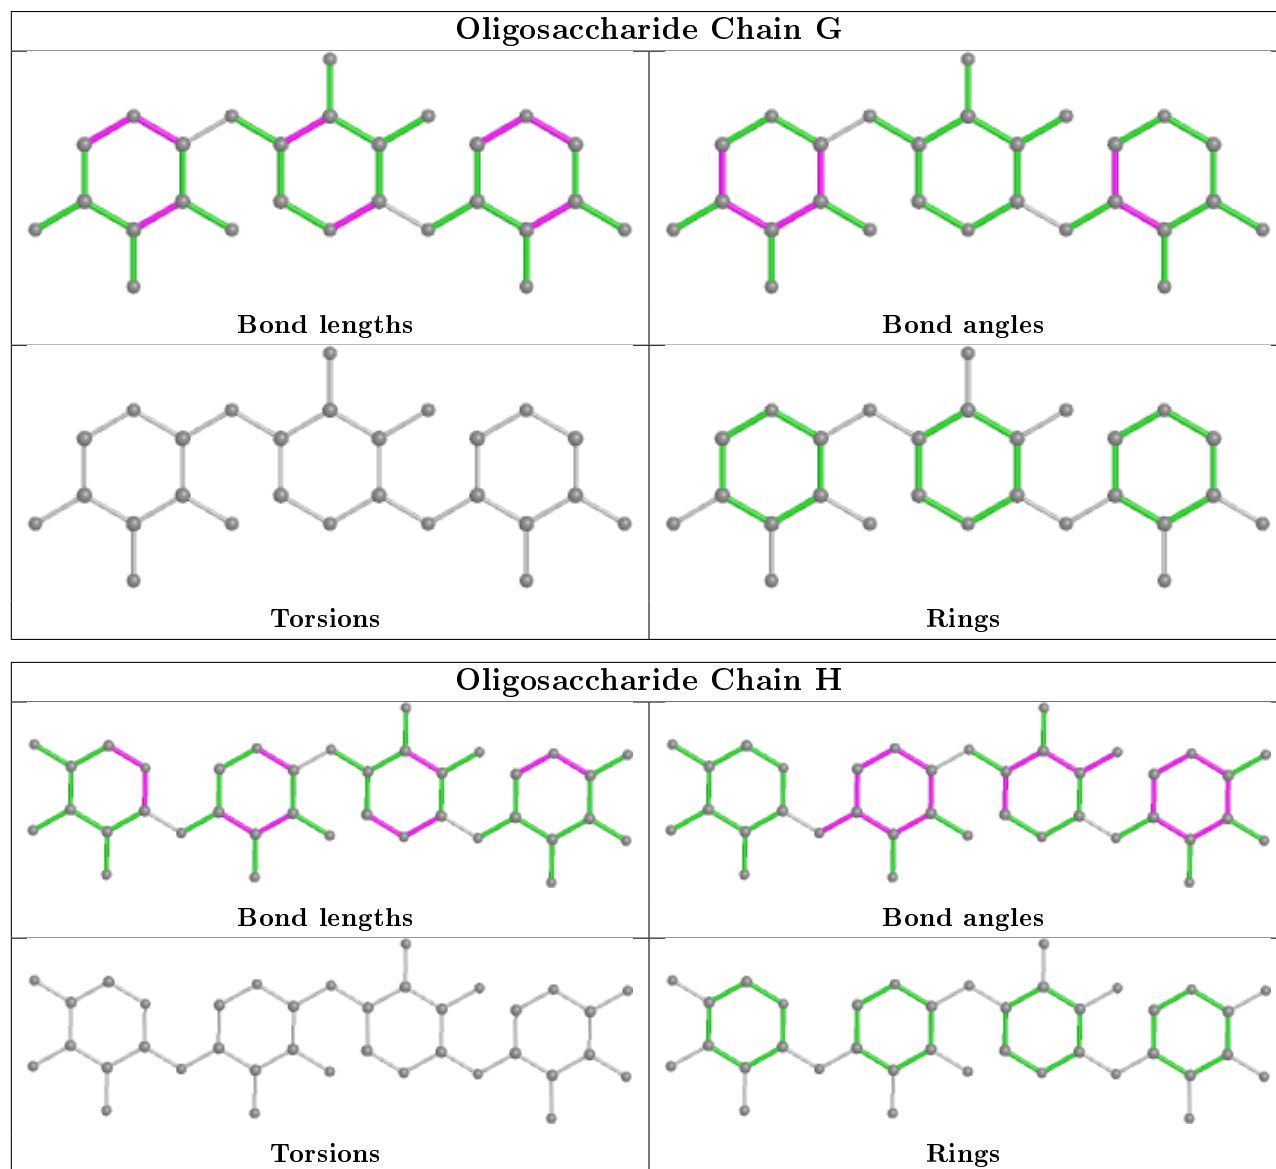 Oligosaccharide Chain G
Bond lengths
Bond angles
Torsions
Rings
Oligosaccharide Chain H
Bond lengths
Bond angles
Torsions
Rings